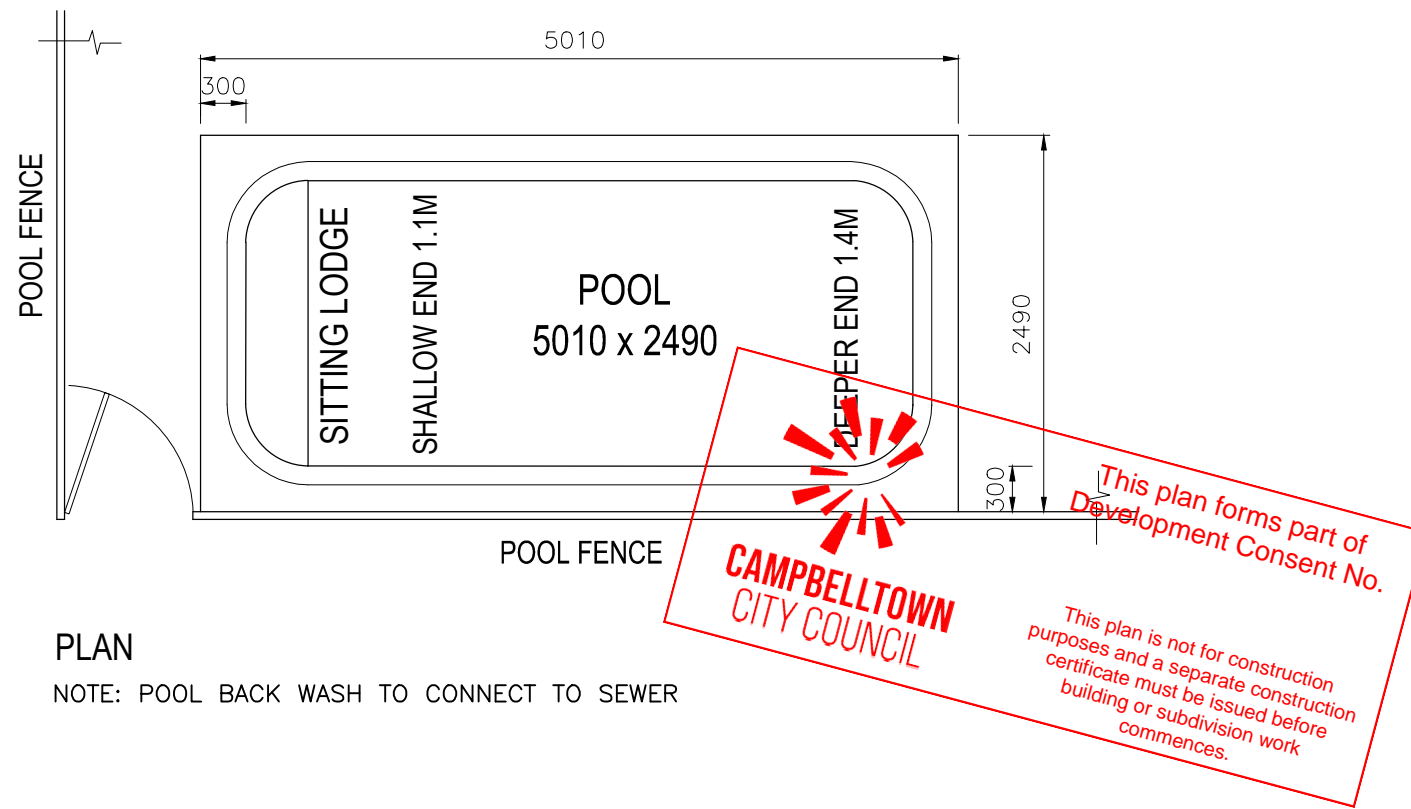 5010
300
POOL FENCE
SITTING LODGE
SHALLOW END 1.1M
POOL
5010 x 2490
DEEPER END 1.4M
2490
300
POOL FENCE
This plan forms part of
Development Consent No.
CAMPBELLTOWN
CITY COUNCIL
This plan is not for construction
purposes and a separate construction
certificate must be issued before
building or subdivision work
commences.
PLAN
NOTE: POOL BACK WASH TO CONNECT TO SEWER